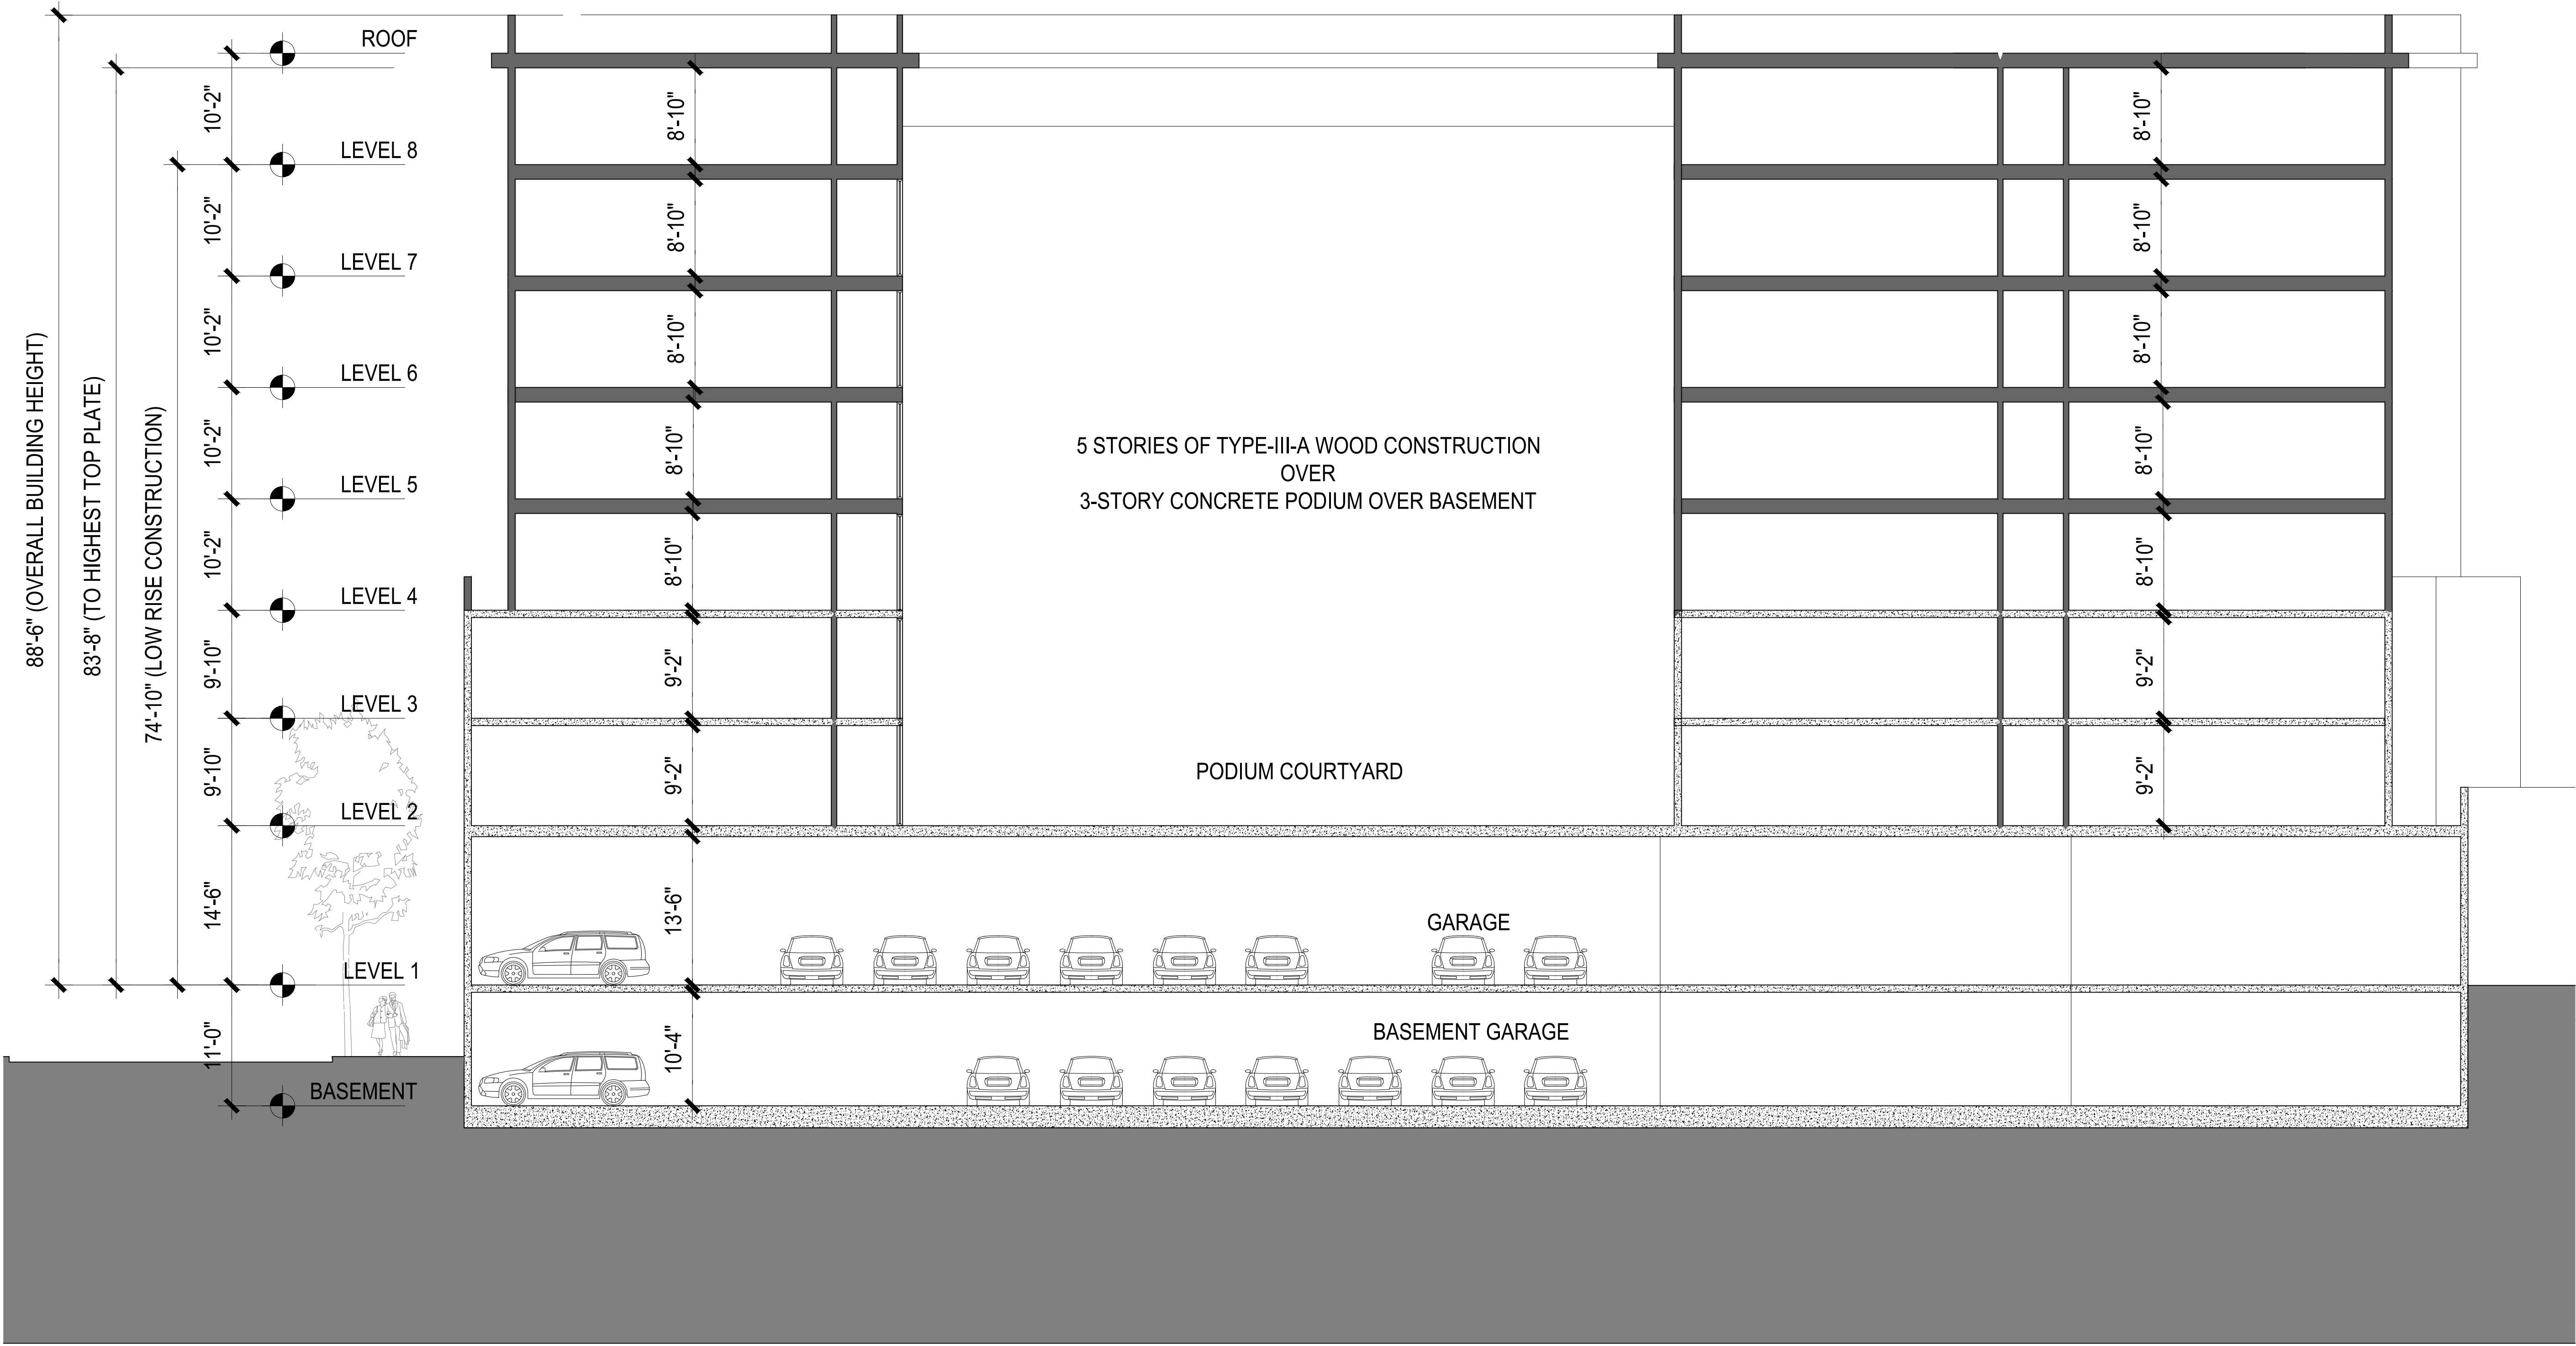 ROOF
10'-2"
8'-10"
8'-10"
LEVEL 8
10'-2"
8'-10"
8'-10"
LEVEL 7
10'-2"
8'-10"
8'-10"
LEVEL 6
10'-2"
8'-10"
8'-10"
LEVEL 5
10'-2"
8'-10"
8'-10"
LEVEL 4
9'-10"
9'-2"
9'-2"
LEVEL 3
9'-10"
9'-2"
9'-2"
LEVEL 2
14'-6"
13'-6"
LEVEL 1
11'-0"
10'-4"
BASEMENT
88'-6" (OVERALL BUILDING HEIGHT)
83'-8" (TO HIGHEST TOP PLATE)
74'-10" (LOW RISE CONSTRUCTION)
5 STORIES OF TYPE-III-A WOOD CONSTRUCTION
OVER
3-STORY CONCRETE PODIUM OVER BASEMENT
PODIUM COURTYARD
GARAGE
BASEMENT GARAGE